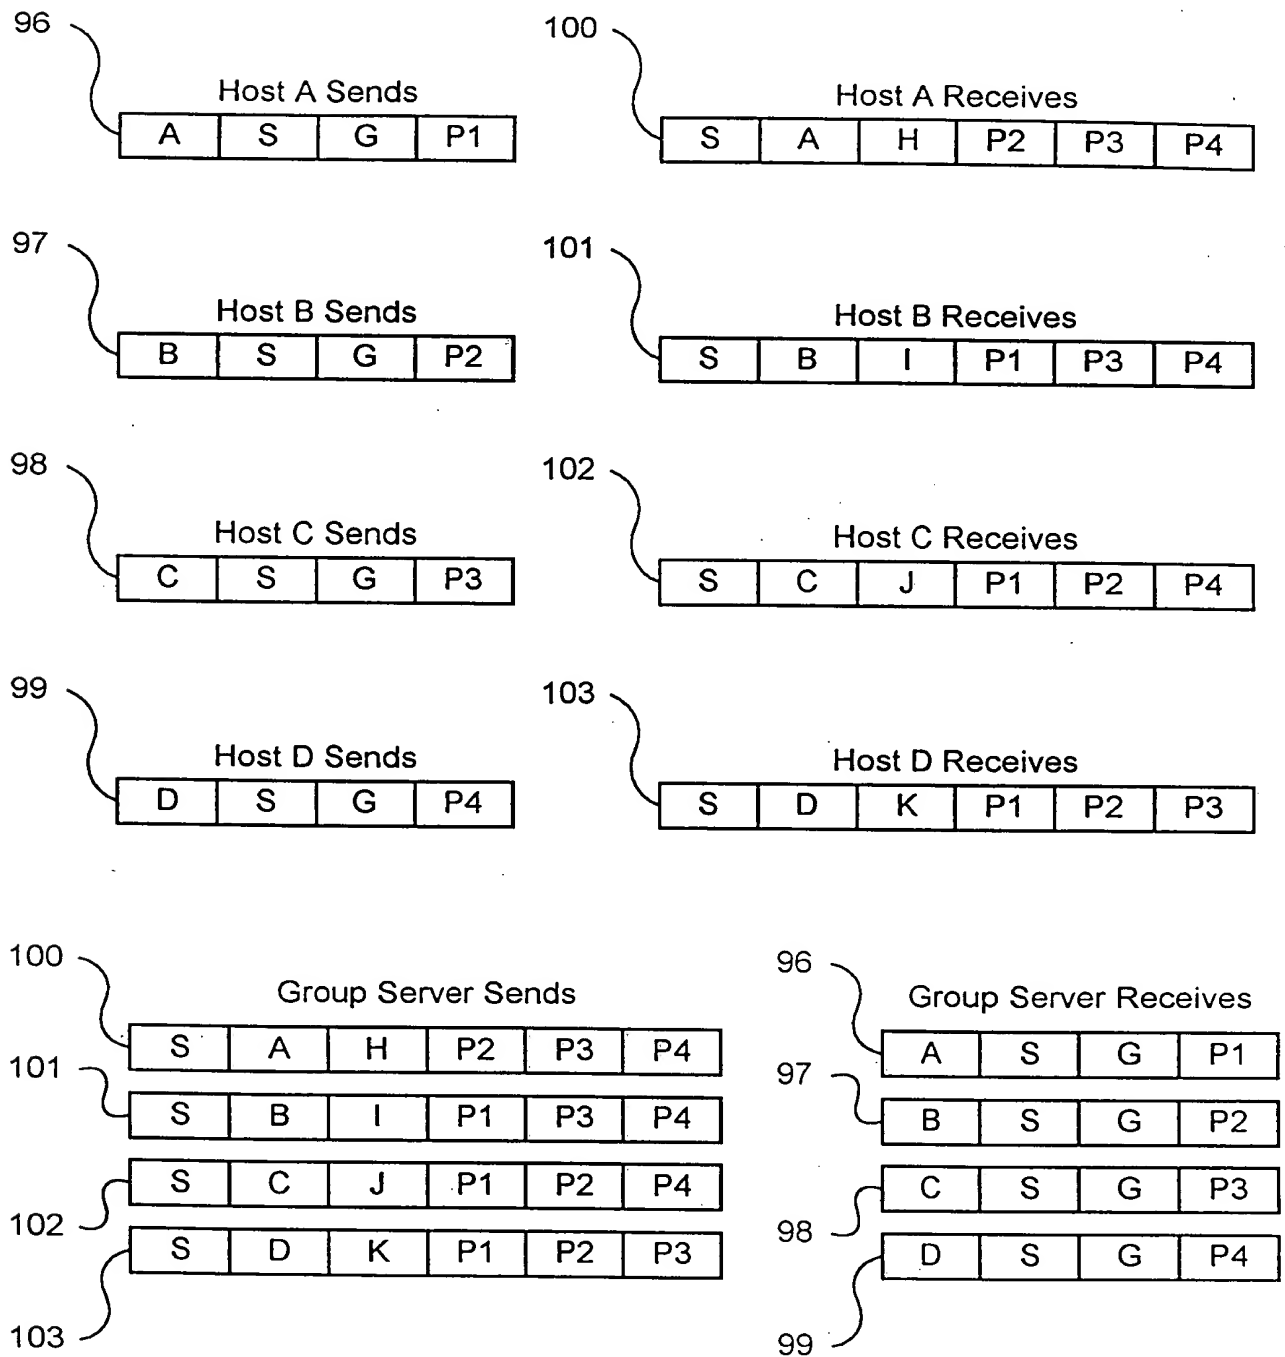 96
100
Host A Sends
Host A Receives
A S G P1
S A H P2 P3 P4
97
101
Host B Sends
Host B Receives
B S G P2
S B I P1 P3 P4
98
102
Host C Sends
Host C Receives
C S G P3
S C J P1 P2 P4
99
103
Host D Sends
Host D Receives
D S G P4
S D K P1 P2 P3
100
Group Server Sends
S A H P2 P3 P4
101
S B I P1 P3 P4
S C J P1 P2 P4
102
S D K P1 P2 P3
103
96
Group Server Receives
A S G P1
97
B S G P2
C S G P3
98
D S G P4
99